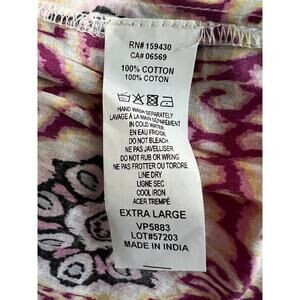 RN# 159430
CA# 06569
100% COTTON
100% COTON
HAND WASH SEPARATELY
LAVAGE À LA MAIN SÉPARÉMENT
IN COLD WATER
EN EAU FROIDE
DO NOT BLEACH
NE PAS JAVELLISER
DO NOT RUB OR WRING
NE PAS FROTTER OU TORDRE
LINE DRY
LIGNE SEC
COOL IRON
ACER TREMPÉ
EXTRA LARGE
VP5883
LOT#57203
MADE IN INDIA